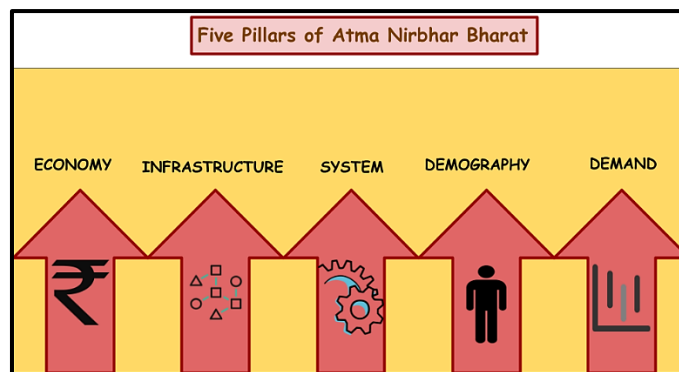 Five Pillars of Atma Nirbhar Bharat
ECONOMY INFRASTRUCTURE SYSTEM DEMOGRAPHY DEMAND
₹